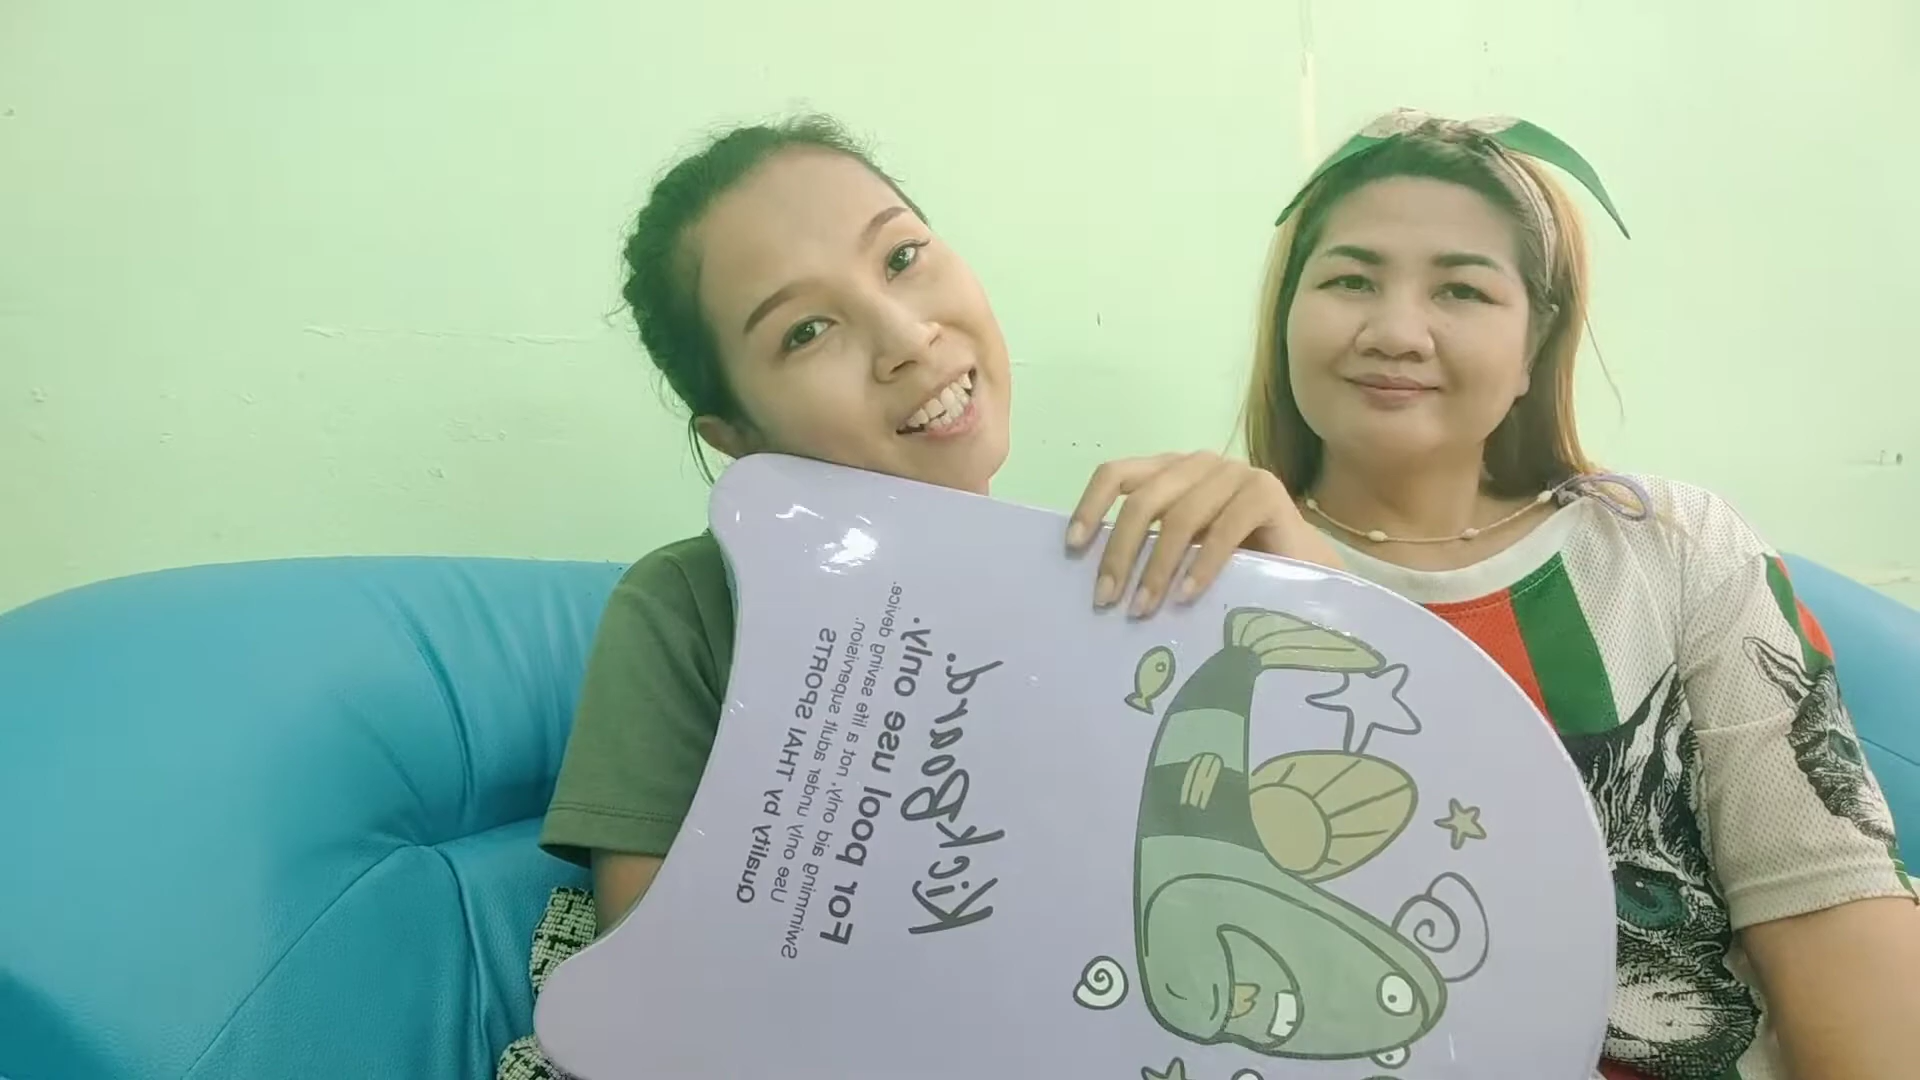 KickBoard.
For pool use only.
Swimming aid only, not a life saving device.
Use only under adult supervision.
Quality by THAI SPORTS